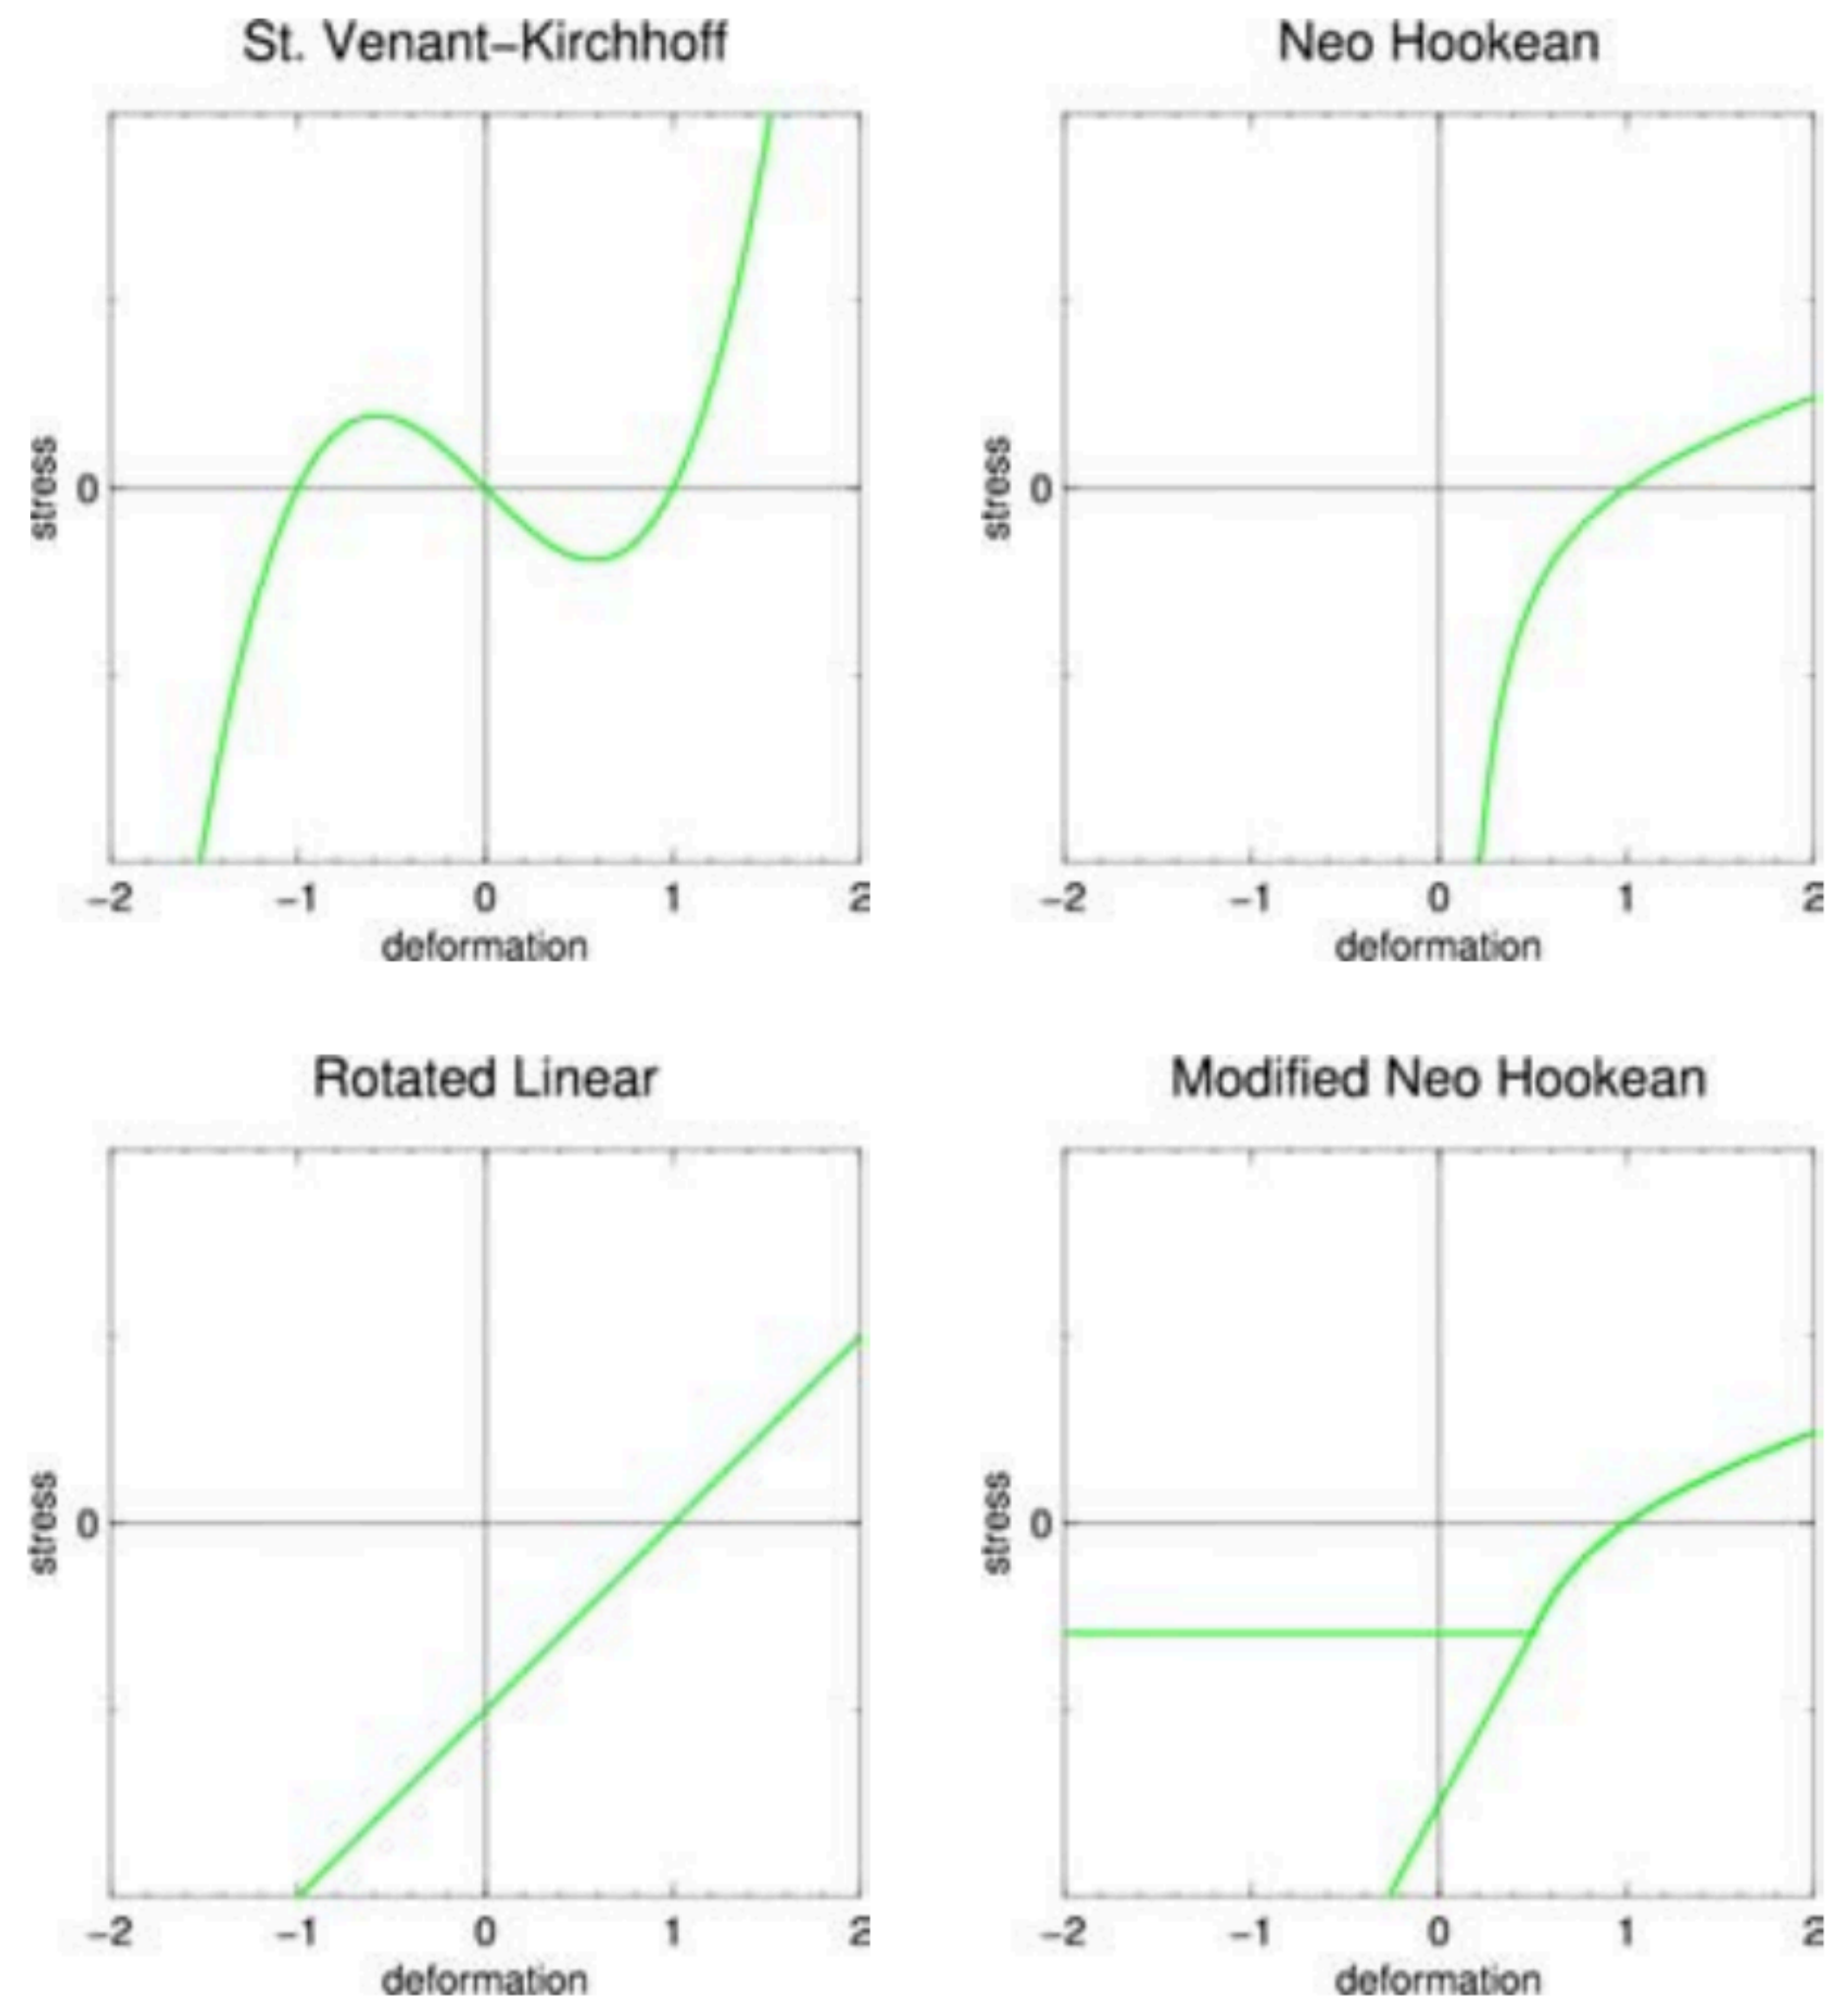 St. Venant–Kirchhoff
stress
0
−2 −1 0 1 2
deformation
Neo Hookean
stress
0
−2 −1 0 1 2
deformation
Rotated Linear
stress
0
−2 −1 0 1 2
deformation
Modified Neo Hookean
stress
0
−2 −1 0 1 2
deformation